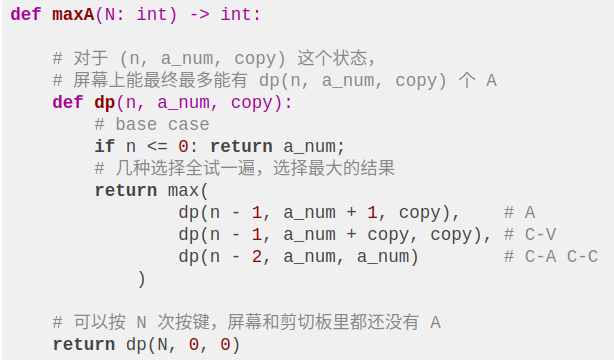 def maxA(N: int) -> int:
# 对于 (n, a_num, copy) 这个状态，
# 屏幕上能最终最多能有 dp(n, a_num, copy) 个 A
def dp(n, a_num, copy):
# base case
if n <= 0: return a_num;
# 几种选择全试一遍，选择最大的结果
return max(
dp(n - 1, a_num + 1, copy), # A
dp(n - 1, a_num + copy, copy), # C-V
dp(n - 2, a_num, a_num) # C-A C-C
)
# 可以按 N 次按键，屏幕和剪切板里都还没有 A
return dp(N, 0, 0)